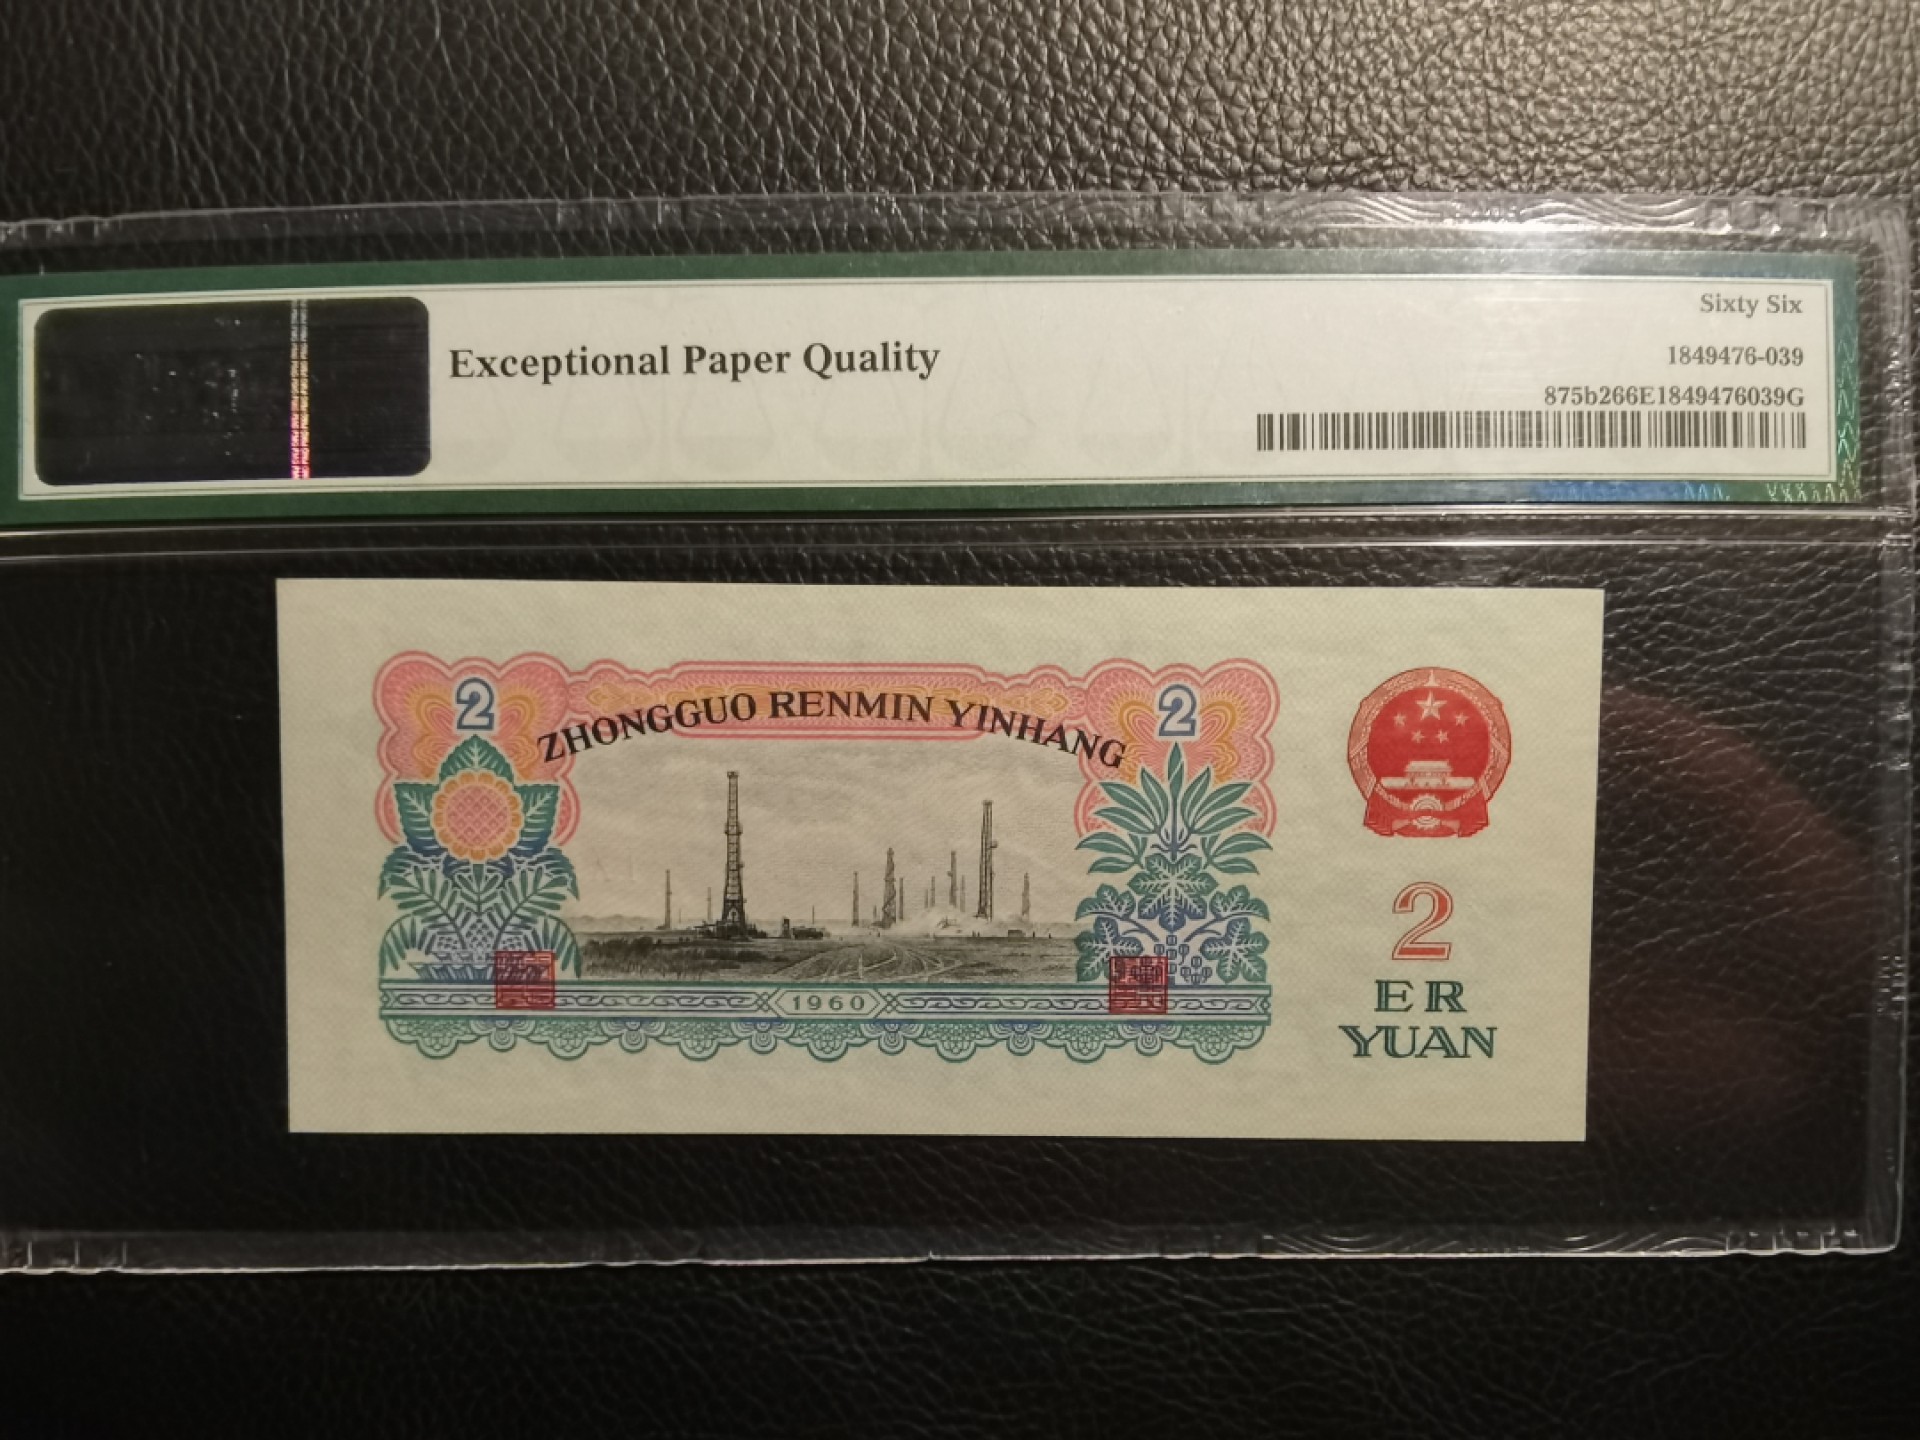 Sixty Six
Exceptional Paper Quality
1849476-039
875b266E1849476039G
2
ZHONGGUO RENMIN YINHANG
2
2
ER
YUAN
1960